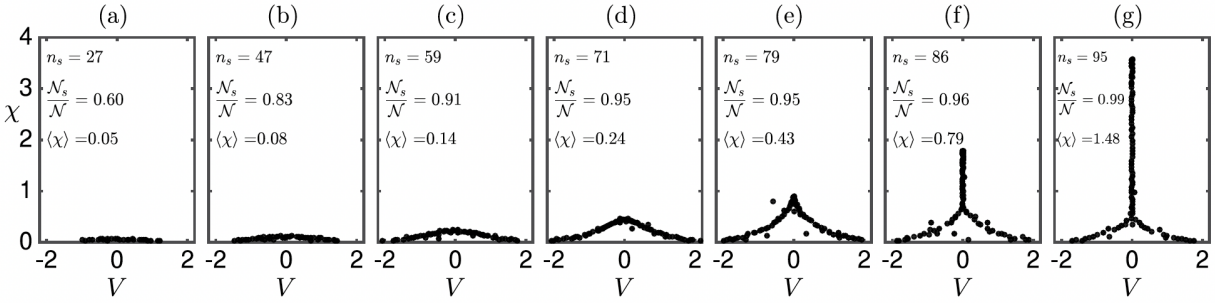 (a) (b) (c) (d) (e) (f) (g)
4
3
2
1
0
χ
n_s = 27
𝒩_s/𝒩 = 0.60
⟨χ⟩ =0.05
n_s = 47
𝒩_s/𝒩 = 0.83
⟨χ⟩ =0.08
n_s = 59
𝒩_s/𝒩 = 0.91
⟨χ⟩ =0.14
n_s = 71
𝒩_s/𝒩 = 0.95
⟨χ⟩ =0.24
n_s = 79
𝒩_s/𝒩 = 0.95
⟨χ⟩ =0.43
n_s = 86
𝒩_s/𝒩 = 0.96
⟨χ⟩ =0.79
n_s = 95
𝒩_s/𝒩 = 0.99
⟨χ⟩ =1.48
-2 0 2 -2 0 2 -2 0 2 -2 0 2 -2 0 2 -2 0 2 -2 0 2
V V V V V V V